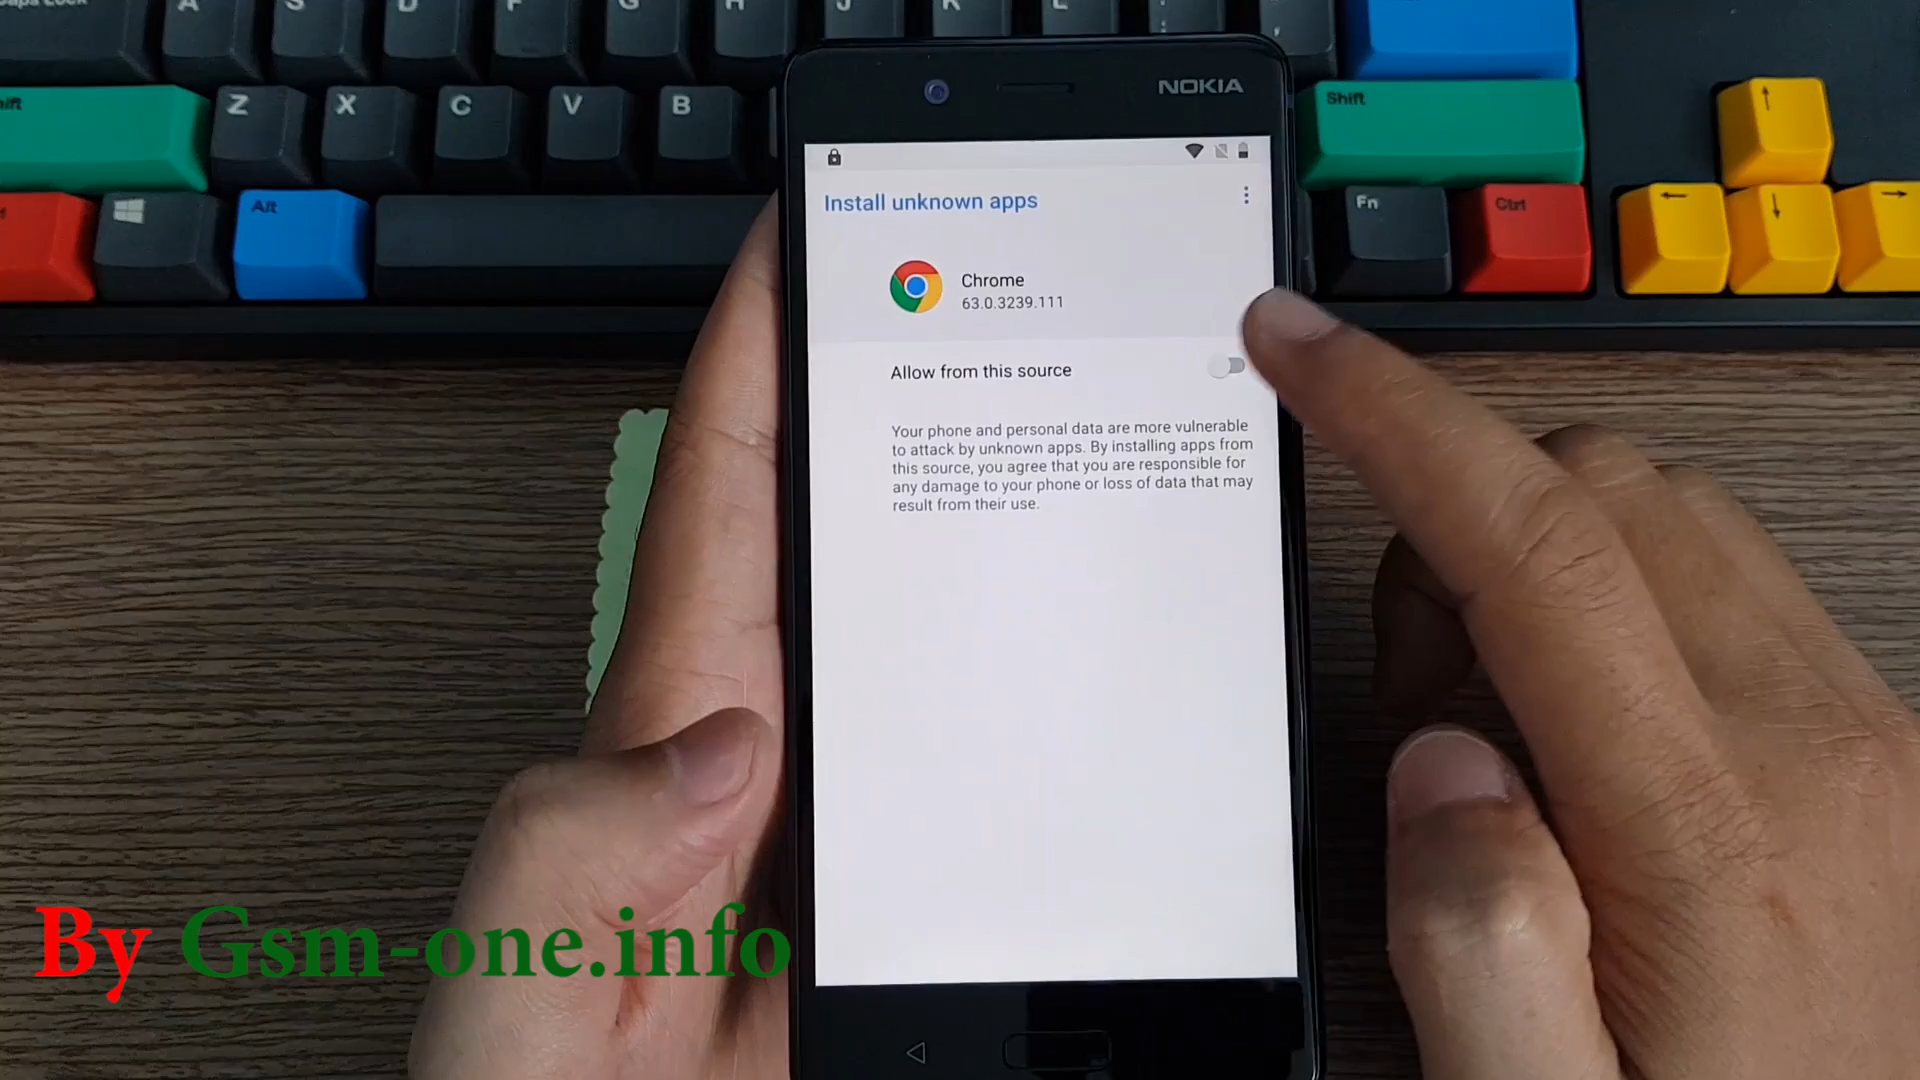 Caps Lock
A
S
D
F
G
H
J
K
L
Shift
Z
X
C
V
B
Alt
NOKIA
Install unknown apps
Chrome
63.0.3239.111
Allow from this source
Your phone and personal data are more vulnerable
to attack by unknown apps. By installing apps from
this source, you agree that you are responsible for
any damage to your phone or loss of data that may
result from their use.
Shift
Fn
Ctrl
By Gsm-one.info